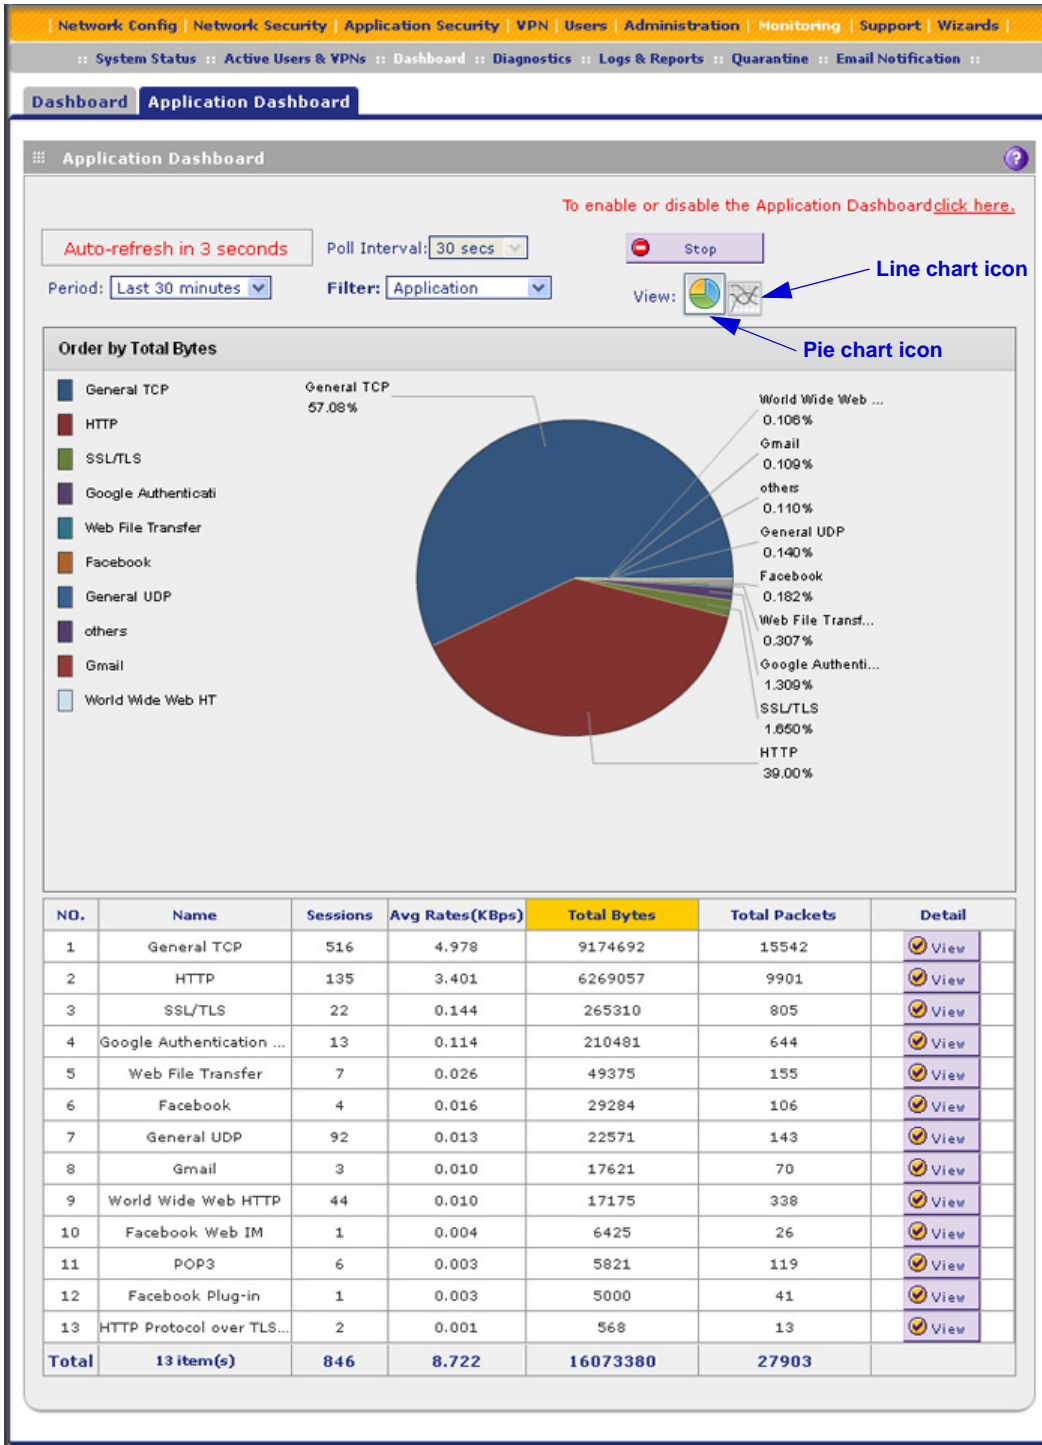 | Network Config | Network Security | Application Security | VPN | Users | Administration | Monitoring | Support | Wizards |
:: System Status :: Active Users & VPNs :: Dashboard :: Diagnostics :: Logs & Reports :: Quarantine :: Email Notification ::
Dashboard Application Dashboard
Application Dashboard ?
To enable or disable the Application Dashboard click here.
Auto-refresh in 3 seconds Poll Interval: 30 secs Stop
Line chart icon
Period: Last 30 minutes Filter: Application View:
Pie chart icon
Order by Total Bytes
General TCP
HTTP
SSL/TLS
Google Authenticati
Web File Transfer
Facebook
General UDP
others
Gmail
World Wide Web HT
General TCP
57.08%
World Wide Web ...
0.106%
Gmail
0.109%
others
0.110%
General UDP
0.140%
Facebook
0.182%
Web File Transf...
0.307%
Google Authenti...
1.309%
SSL/TLS
1.650%
HTTP
39.00%
NO. Name Sessions Avg Rates(KBps) Total Bytes Total Packets Detail
1 General TCP 516 4.978 9174692 15542 View
2 HTTP 135 3.401 6269057 9901 View
3 SSL/TLS 22 0.144 265310 805 View
4 Google Authentication ... 13 0.114 210481 644 View
5 Web File Transfer 7 0.026 49375 155 View
6 Facebook 4 0.016 29284 106 View
7 General UDP 92 0.013 22571 143 View
8 Gmail 3 0.010 17621 70 View
9 World Wide Web HTTP 44 0.010 17175 338 View
10 Facebook Web IM 1 0.004 6425 26 View
11 POP3 6 0.003 5821 119 View
12 Facebook Plug-in 1 0.003 5000 41 View
13 HTTP Protocol over TLS... 2 0.001 568 13 View
Total 13 item(s) 846 8.722 16073380 27903